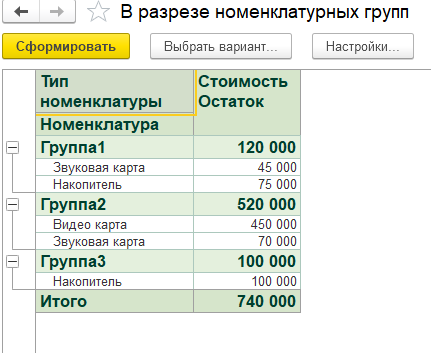 В разрезе номенклатурных групп
Сформировать Выбрать вариант... Настройки...
Тип номенклатуры Стоимость Остаток
Номенклатура
Группа1 120 000
Звуковая карта 45 000
Накопитель 75 000
Группа2 520 000
Видео карта 450 000
Звуковая карта 70 000
Группа3 100 000
Накопитель 100 000
Итого 740 000